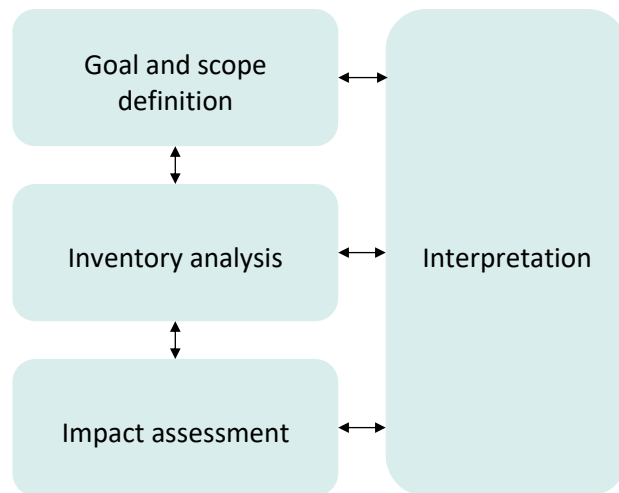 Goal and scope
definition
Inventory analysis
Interpretation
Impact assessment